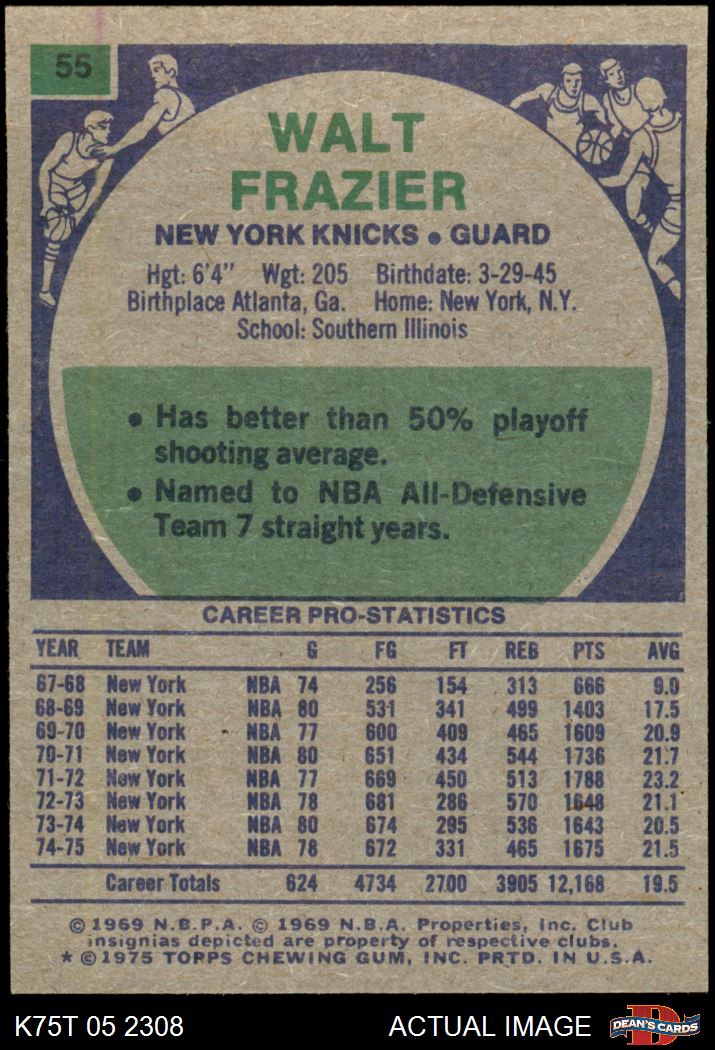 55
WALT
FRAZIER
NEW YORK KNICKS • GUARD
Hgt: 6'4" Wgt: 205 Birthdate: 3-29-45
Birthplace Atlanta, Ga. Home: New York, N.Y.
School: Southern Illinois
• Has better than 50% playoff
shooting average.
• Named to NBA All-Defensive
Team 7 straight years.
CAREER PRO-STATISTICS
YEAR TEAM G FG FT REB PTS AVG
67-68 New York NBA 74 256 154 313 666 9.0
68-69 New York NBA 80 531 341 499 1403 17.5
69-70 New York NBA 77 600 409 465 1609 20.9
70-71 New York NBA 80 651 434 544 1736 21.7
71-72 New York NBA 77 669 450 513 1788 23.2
72-73 New York NBA 78 681 286 570 1648 21.1
73-74 New York NBA 80 674 295 536 1643 20.5
74-75 New York NBA 78 672 331 465 1675 21.5
Career Totals 624 4734 2700 3905 12,168 19.5
© 1969 N.B.P.A. © 1969 N.B.A. Properties, Inc. Club
insignias depicted are property of respective clubs.
* © 1975 TOPPS CHEWING GUM, INC. PRTD. IN U.S.A.
K75T 05 2308 ACTUAL IMAGE
D
DEAN'S CARDS